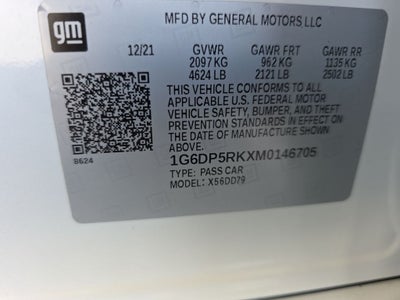 gm
MFD BY GENERAL MOTORS LLC
12/21 GVWR GAWR FRT GAWR RR
2097 KG 962 KG 1135 KG
4624 LB 2121 LB 2502 LB
THIS VEHICLE CONFORMS TO ALL
APPLICABLE U.S. FEDERAL MOTOR
VEHICLE SAFETY, BUMPER, AND THEFT
PREVENTION STANDARDS IN EFFECT ON THE
DATE OF MANUFACTURE SHOWN ABOVE.
8624
1G6DP5RKXM0146705
TYPE: PASS CAR
MODEL: X56DD79